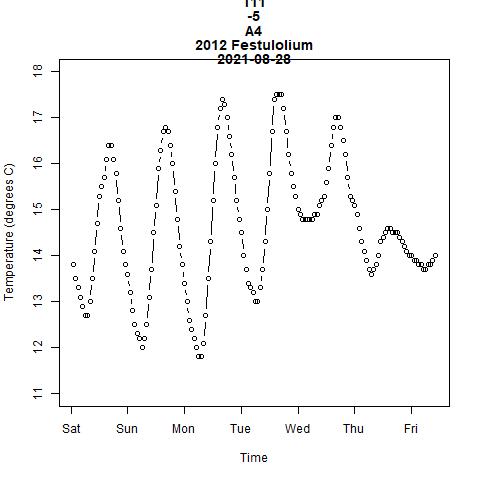 -5
A4
2012 Festulolium
2021-08-28
18
17
16
15
14
13
12
11
Temperature (degrees C)
Sat Sun Mon Tue Wed Thu Fri
Time